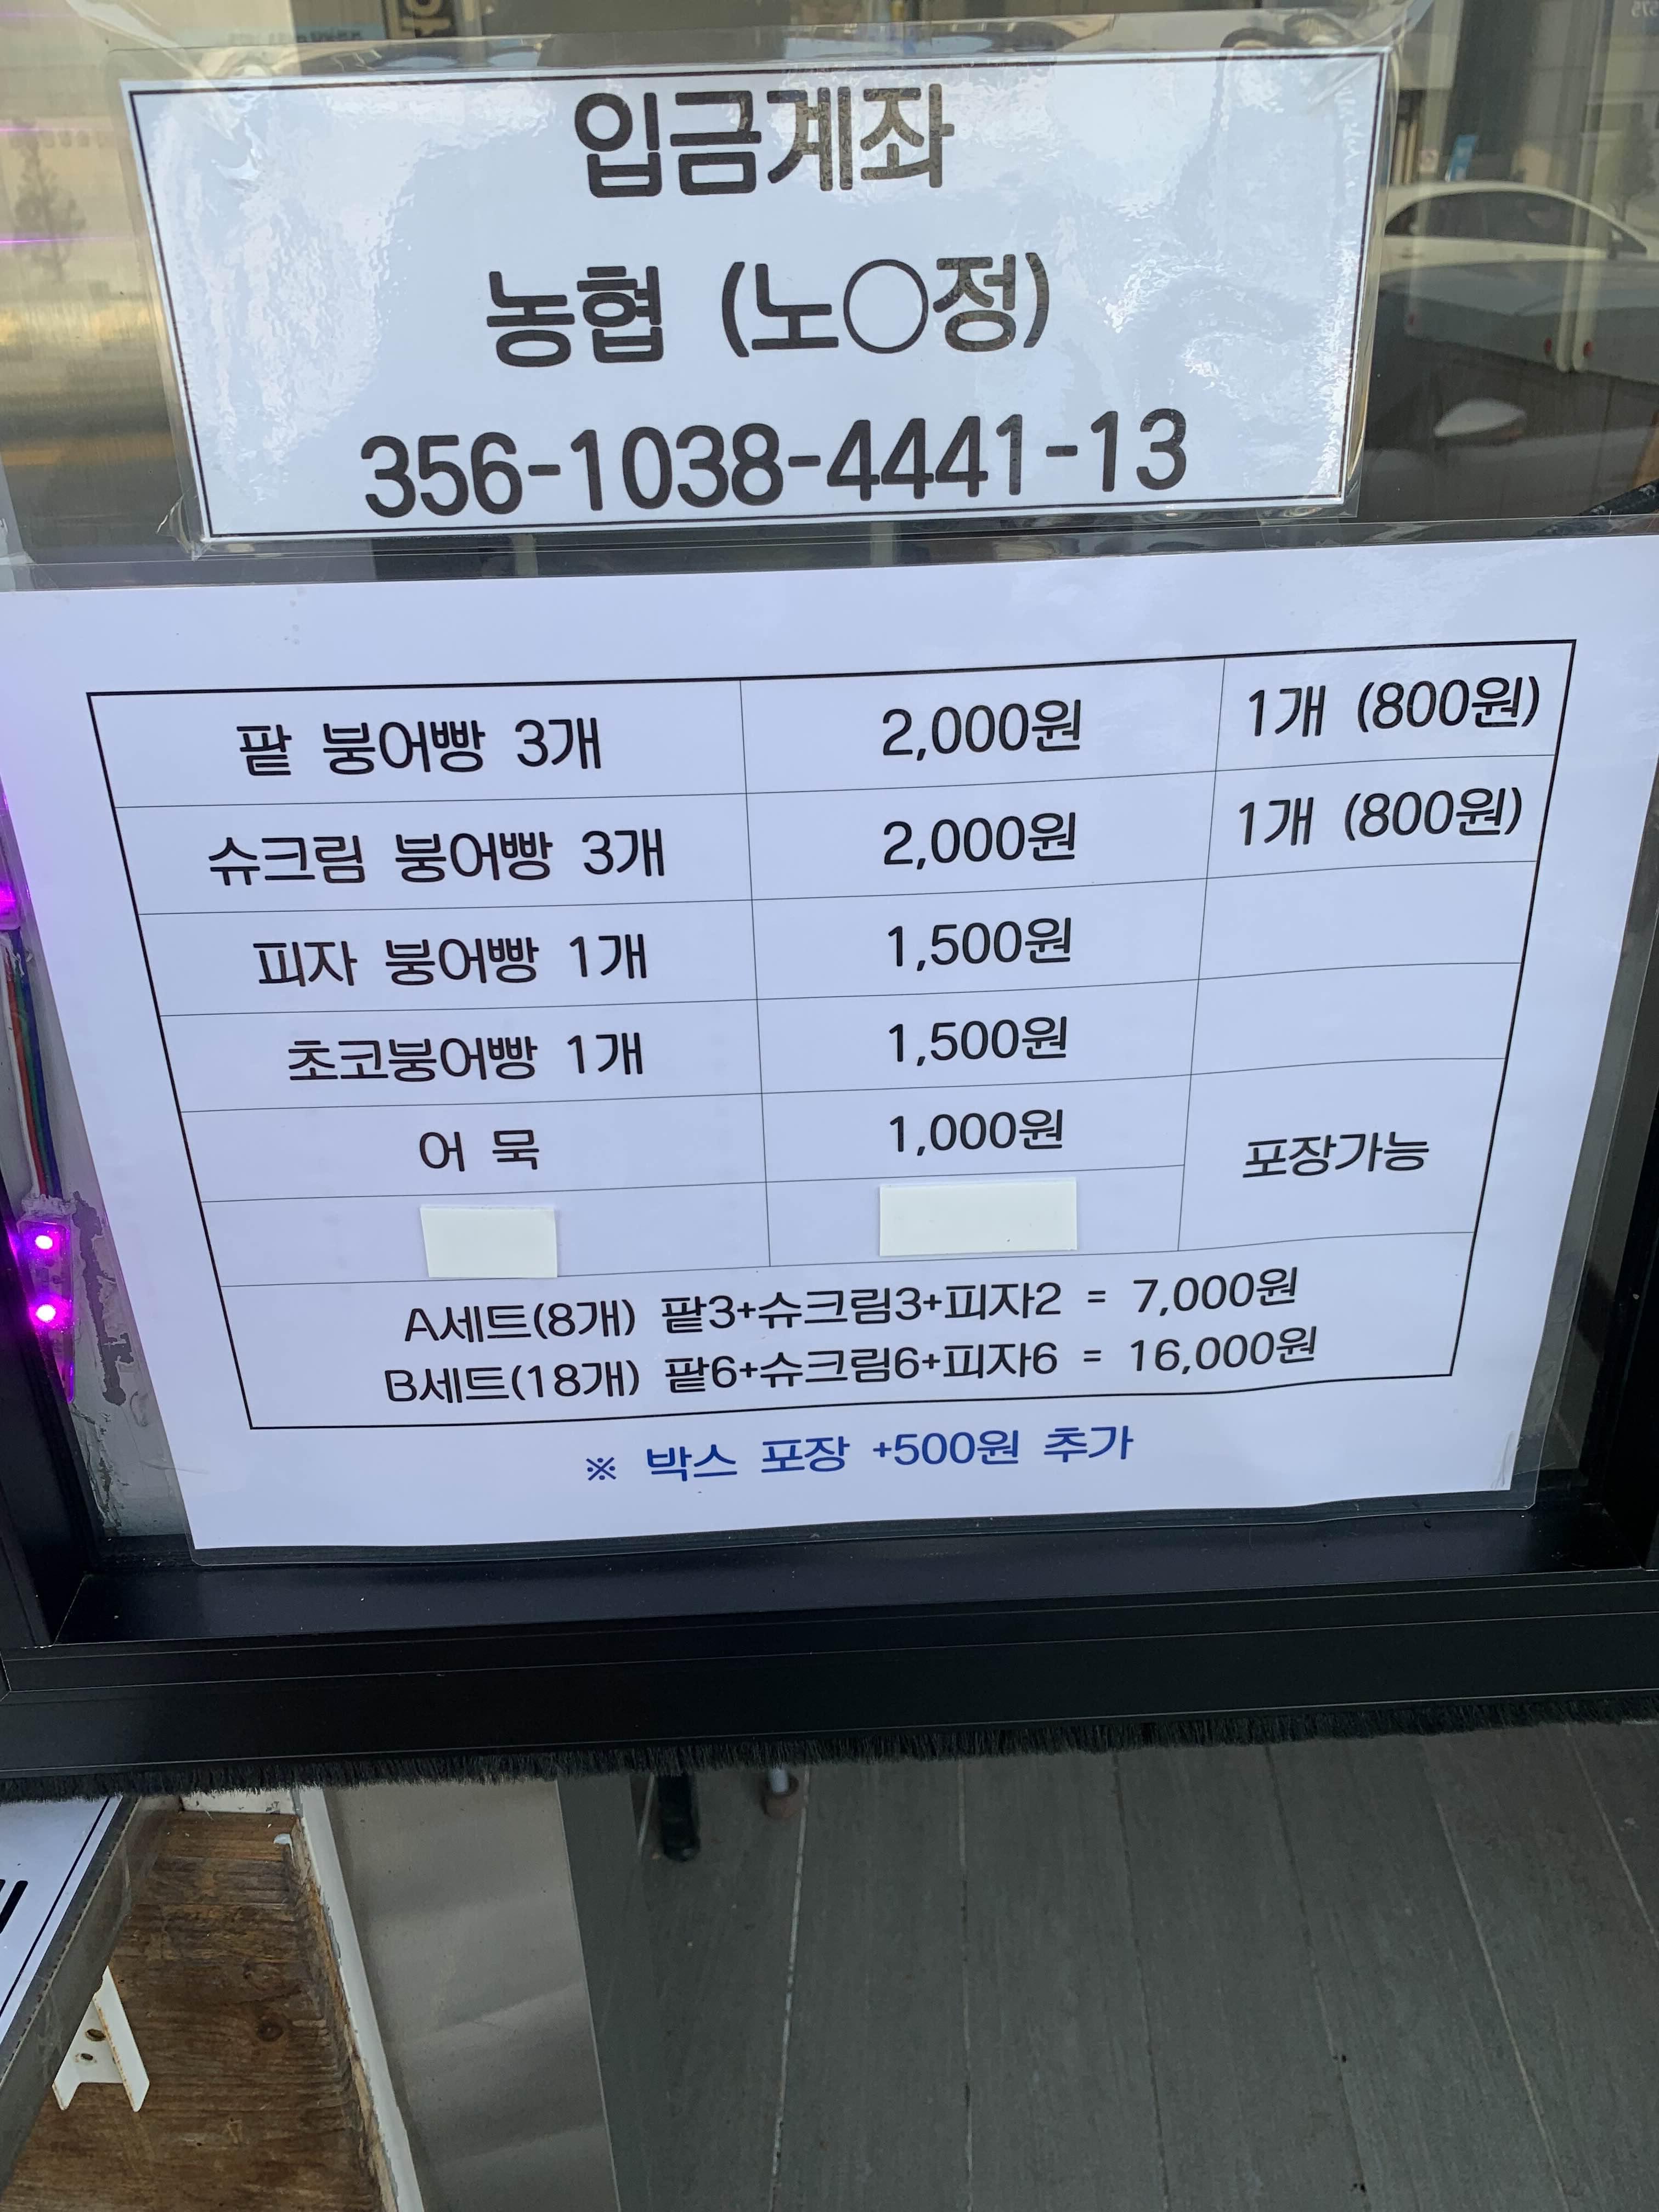 입금계좌
농협 (노○정)
356-1038-4441-13
팥 붕어빵 3개 2,000원 1개 (800원)
슈크림 붕어빵 3개 2,000원 1개 (800원)
피자 붕어빵 1개 1,500원
초코붕어빵 1개 1,500원
어 묵 1,000원
포장가능
A세트(8개) 팥3+슈크림3+피자2 = 7,000원
B세트(18개) 팥6+슈크림6+피자6 = 16,000원
※ 박스 포장 +500원 추가